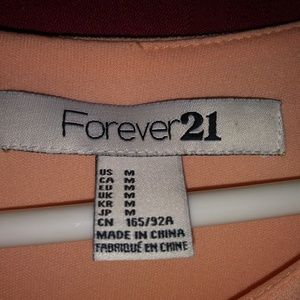 Forever21
US M
CA M
EU M
UK M
KR M
JP M
CN 165/92A
MADE IN CHINA
FABRIQUÉ EN CHINE